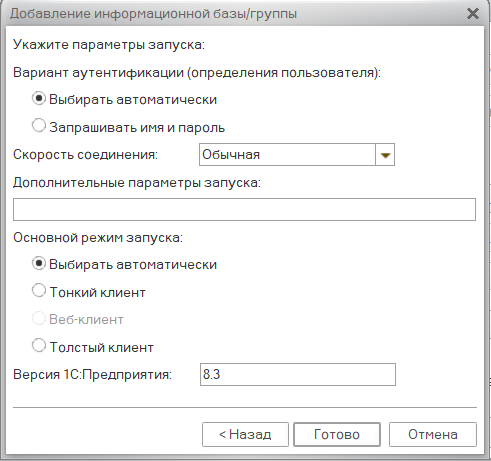 Добавление информационной базы/группы
Укажите параметры запуска:
Вариант аутентификации (определения пользователя):
Выбирать автоматически
Запрашивать имя и пароль
Скорость соединения: Обычная
Дополнительные параметры запуска:
Основной режим запуска:
Выбирать автоматически
Тонкий клиент
Веб-клиент
Толстый клиент
Версия 1С:Предприятия: 8.3
< Назад Готово Отмена